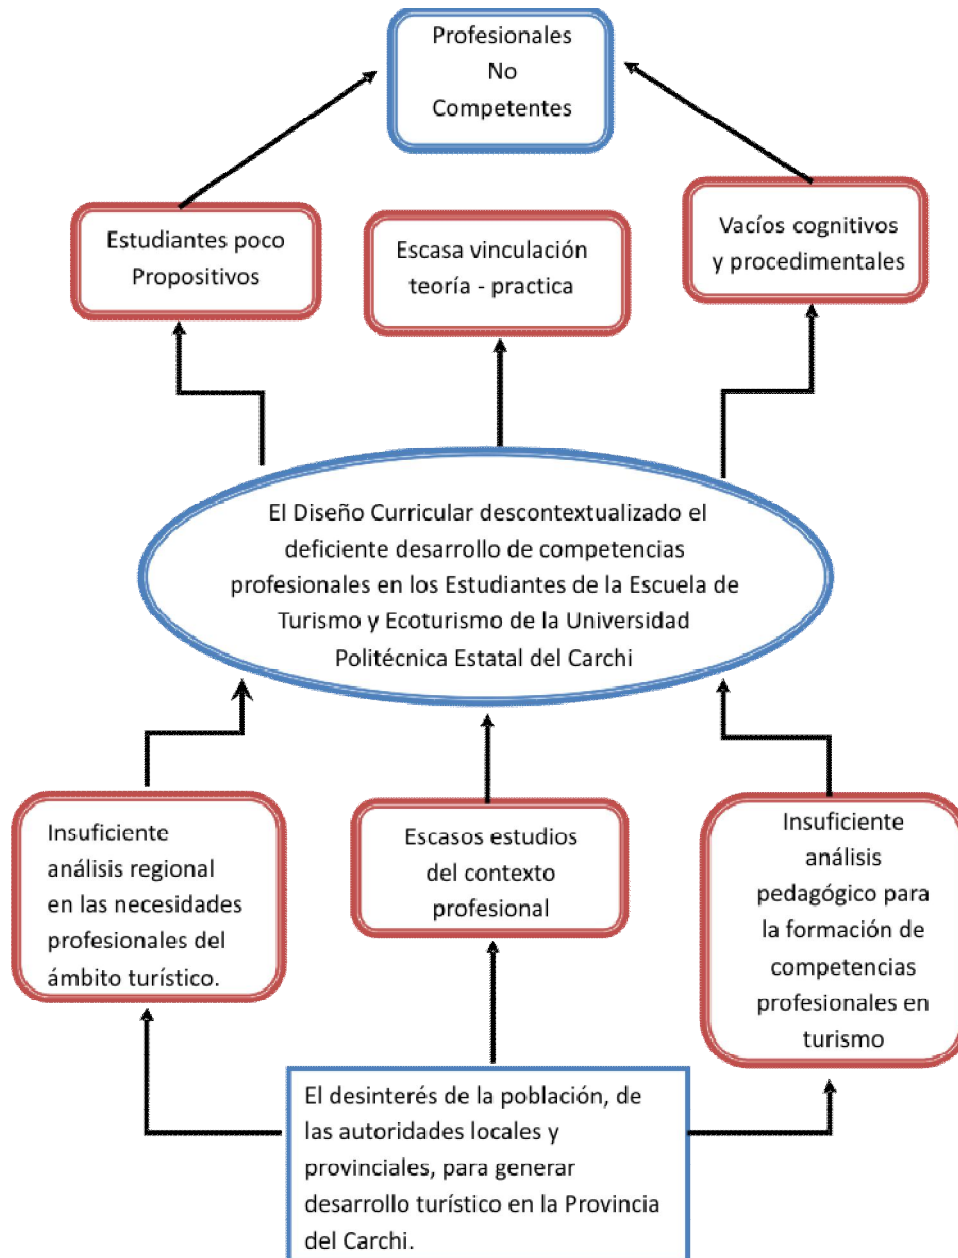 Profesionales
No
Competentes
Estudiantes poco
Propositivos
Escasa vinculación
teoría - practica
Vacíos cognitivos
y procedimentales
El Diseño Curricular descontextualizado el
deficiente desarrollo de competencias
profesionales en los Estudiantes de la Escuela de
Turismo y Ecoturismo de la Universidad
Politécnica Estatal del Carchi
Insuficiente
análisis regional
en las necesidades
profesionales del
ámbito turístico.
Escasos estudios
del contexto
profesional
Insuficiente
análisis
pedagógico para
la formación de
competencias
profesionales en
turismo
El desinterés de la población, de
las autoridades locales y
provinciales, para generar
desarrollo turístico en la Provincia
del Carchi.